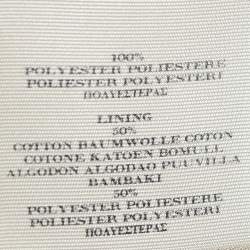 100%
POLYESTER POLIESTERE
POLIESTER POLYESTERI
ΠΟΛΥΕΣΤΕΡΑΣ
LINING
50%
COTTON BAUMWOLLE COTON
COTONE KATOEN BOMULL
ALGODON ALGODAO PUUVILLA
BAMBAKI
50%
POLYESTER POLIESTERE
POLIESTER POLYESTERI
ΠΟΛΥΕΣΤΕΡΑΣ